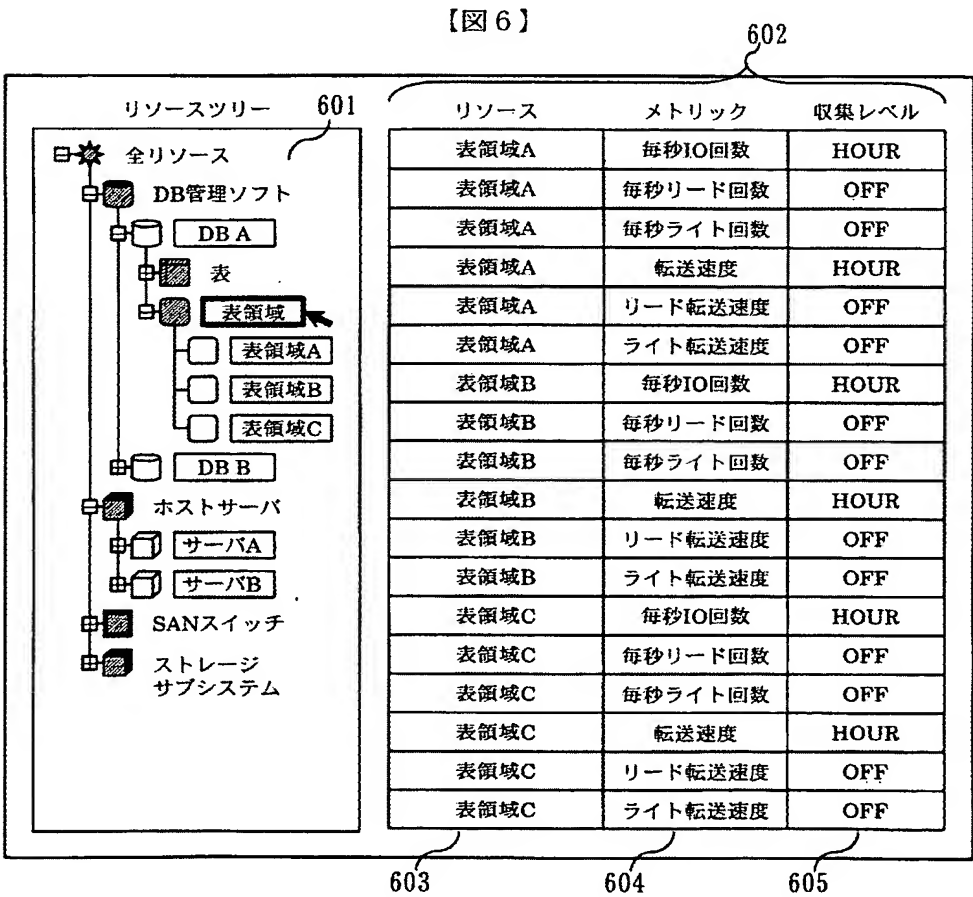 【図6】
602
リソースツリー 601
全リソース
DB管理ソフト
DB A
表
表領域
表領域A
表領域B
表領域C
DB B
ホストサーバ
サーバA
サーバB
SANスイッチ
ストレージ
サブシステム
リソース メトリック 収集レベル
表領域A 毎秒IO回数 HOUR
表領域A 毎秒リード回数 OFF
表領域A 毎秒ライト回数 OFF
表領域A 転送速度 HOUR
表領域A リード転送速度 OFF
表領域A ライト転送速度 OFF
表領域B 毎秒IO回数 HOUR
表領域B 毎秒リード回数 OFF
表領域B 毎秒ライト回数 OFF
表領域B 転送速度 HOUR
表領域B リード転送速度 OFF
表領域B ライト転送速度 OFF
表領域C 毎秒IO回数 HOUR
表領域C 毎秒リード回数 OFF
表領域C 毎秒ライト回数 OFF
表領域C 転送速度 HOUR
表領域C リード転送速度 OFF
表領域C ライト転送速度 OFF
603 604 605